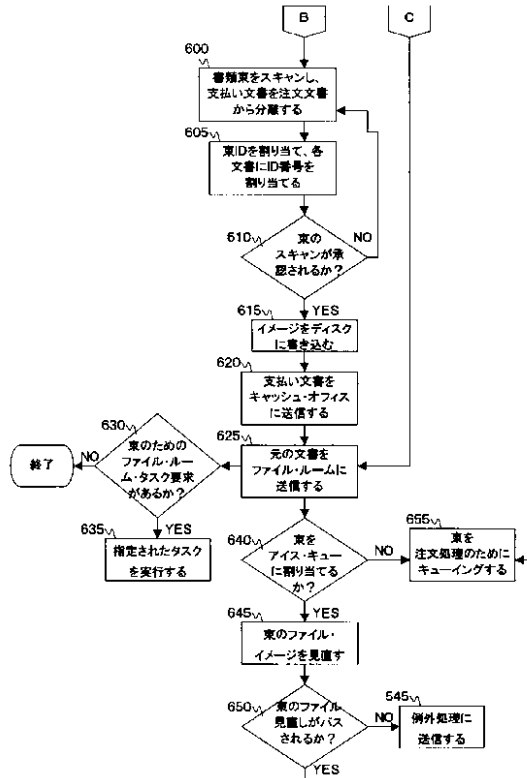 B
C
600
書類束をスキャンし、
支払い文書を注文文書
から分離する
605
束IDを割り当て、各
文書にID番号を
割り当てる
610
束の
スキャンが承
認されるか?
NO
YES
615
イメージをディスク
に書き込む
620
支払い文書を
キャッシュ・オフィス
に送信する
625
元の文書を
ファイル・ルームに
送信する
630
束のための
ファイル・ルー
ム・タスク要求
があるか?
NO
終了
YES
635
指定されたタスク
を実行する
640
束を
アイス・キュー
に割り当てる
か?
NO
655
束を
注文処理のために
キューイングする
YES
645
束のファイル・
イメージを見直す
650
束のファイル
見直しがパス
されるか?
NO
545
例外処理に
送信する
YES